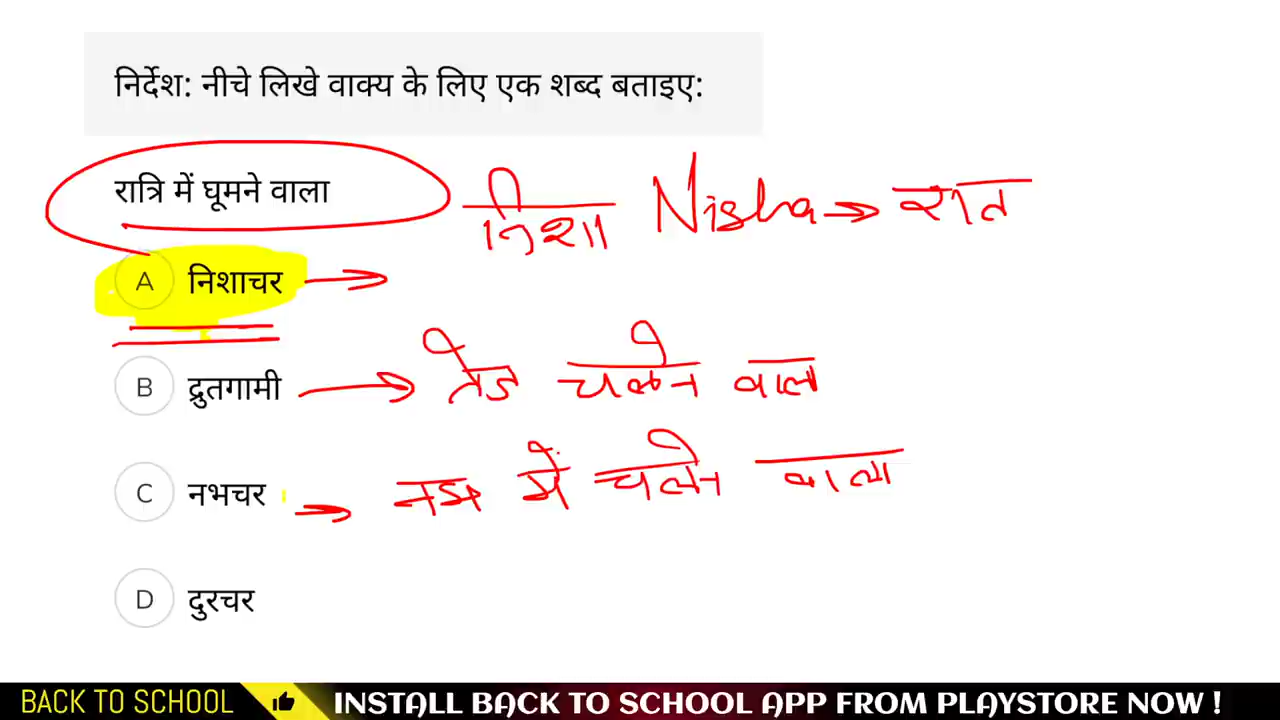 निर्देश: नीचे लिखे वाक्य के लिए एक शब्द बताइए:
रात्रि में घूमने वाला
निशा Nisha → रात
A निशाचर →
B द्रुतगामी → तेज चलने वाला
C नभचर → नभ में चलने वाला
D दुरचर
BACK TO SCHOOL INSTALL BACK TO SCHOOL APP FROM PLAYSTORE NOW !